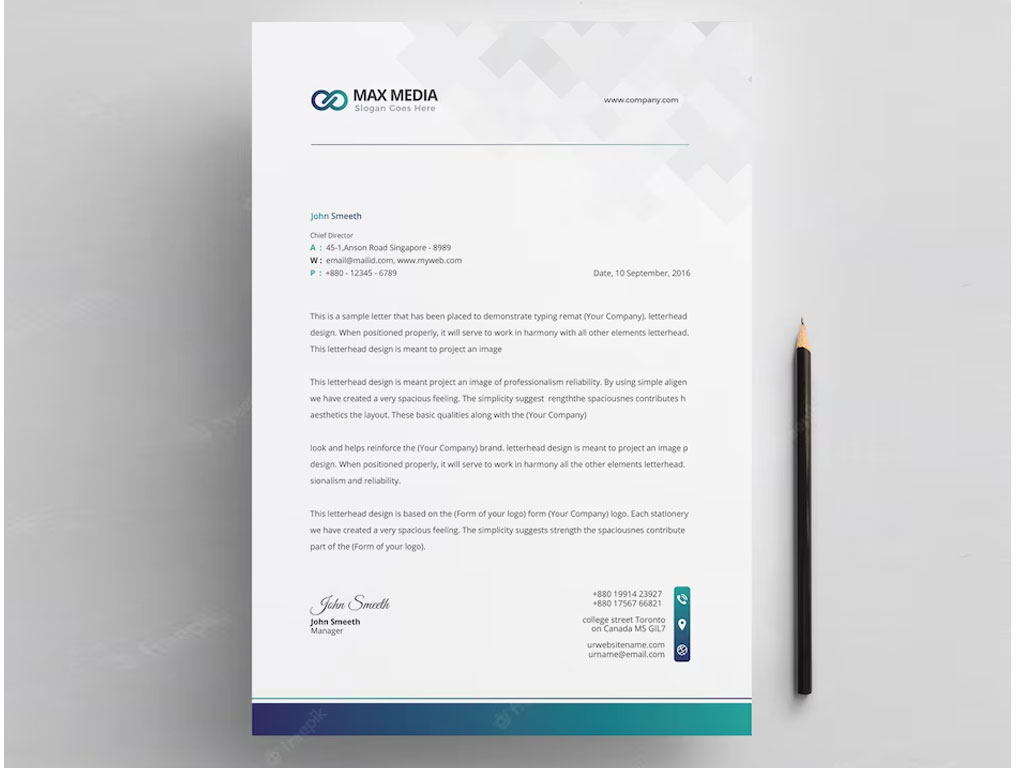 MAX MEDIA
Slogan Goes Here
www.company.com
John Smeeth
Chief Director
A : 45-1,Anson Road Singapore - 8989
W : email@mailid.com, www.myweb.com
P : +880 - 12345 - 6789
Date, 10 September, 2016
This is a sample letter that has been placed to demonstrate typing remat (Your Company). letterhead
design. When positioned properly, it will serve to work in harmony with all other elements letterhead.
This letterhead design is meant to project an image
This letterhead design is meant project an image of professionalism reliability. By using simple aligen
we have created a very spacious feeling. The simplicity suggest rengththe spaciousnes contributes h
aesthetics the layout. These basic qualities along with the (Your Company)
look and helps reinforce the (Your Company) brand. letterhead design is meant to project an image p
design. When positioned properly, it will serve to work in harmony all the other elements letterhead.
sionalism and reliability.
This letterhead design is based on the (Form of your logo) form (Your Company) logo. Each stationery
we have created a very spacious feeling. The simplicity suggests strength the spaciousnes contribute
part of the (Form of your logo).
John Smeeth
John Smeeth
Manager
+880 19914 23927
+880 17567 66821
college street Toronto
on Canada M5 GIL7
urwebsitename.com
urname@email.com
freepik